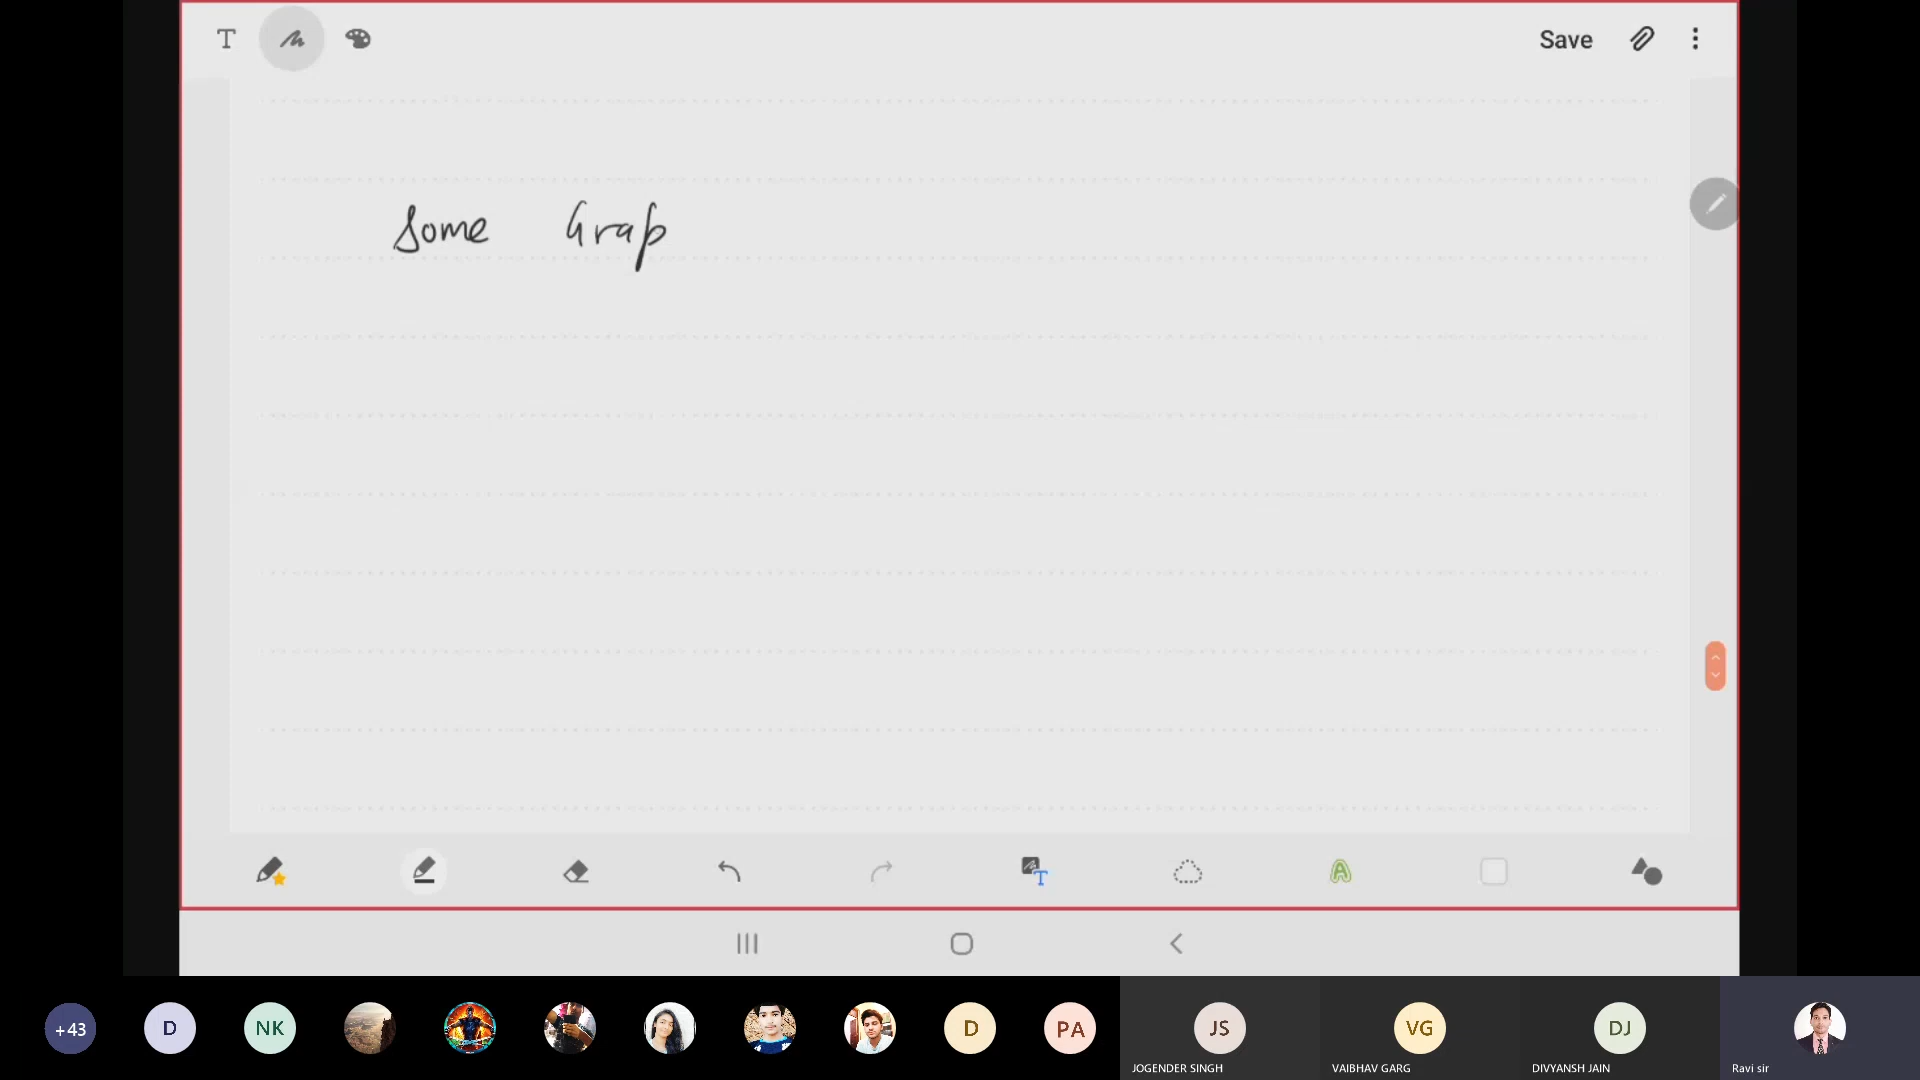 T
Save
Some Grap
T
A
+43
D
NK
D
PA
JS
VG
DJ
JOGENDER SINGH
VAIBHAV GARG
DIVYANSH JAIN
Ravi sir